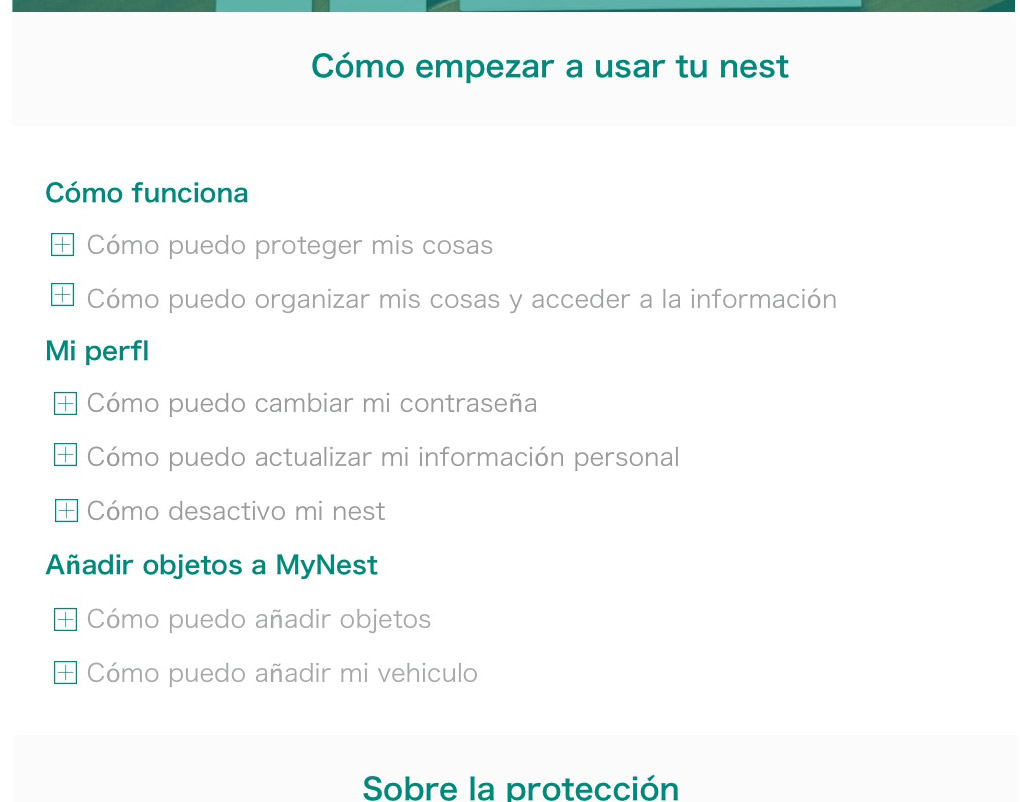 Cómo empezar a usar tu nest
Cómo funciona
Cómo puedo proteger mis cosas
Cómo puedo organizar mis cosas y acceder a la información
Mi perfl
Cómo puedo cambiar mi contraseña
Cómo puedo actualizar mi información personal
Cómo desactivo mi nest
Añadir objetos a MyNest
Cómo puedo añadir objetos
Cómo puedo añadir mi vehiculo
Sobre la protección